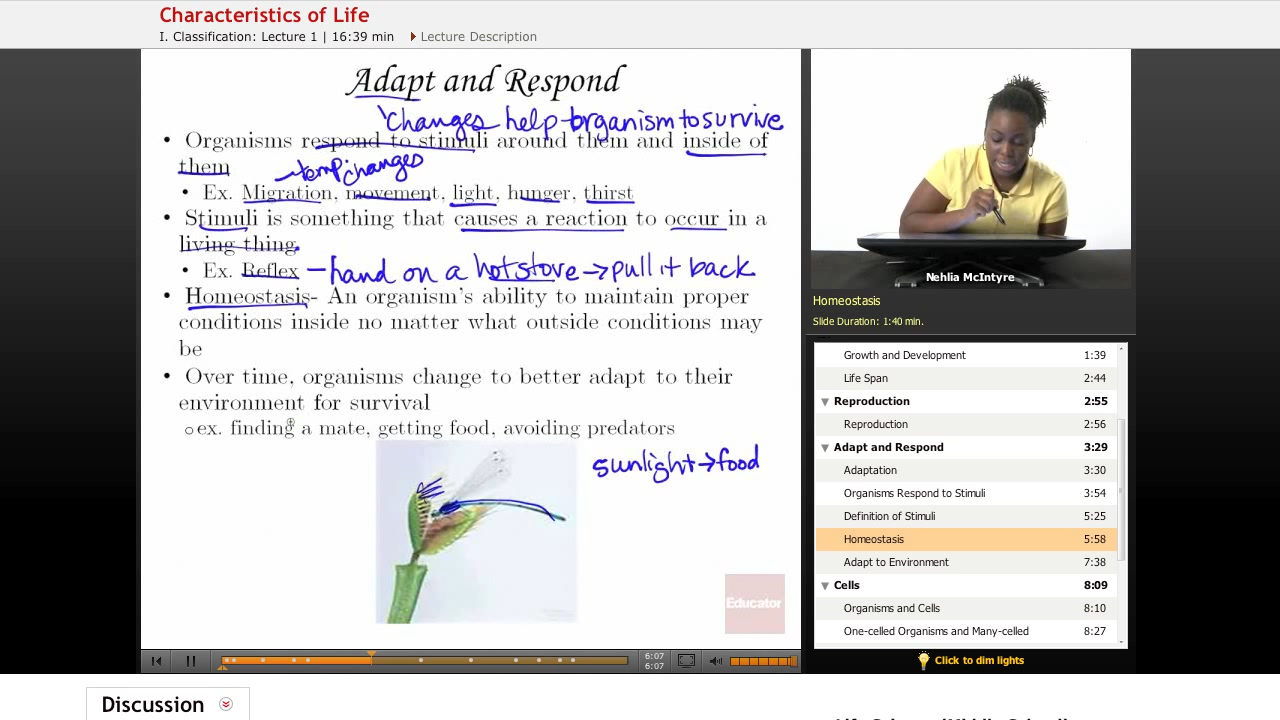 Characteristics of Life
I. Classification: Lecture 1 | 16:39 min
Lecture Description
Adapt and Respond
changes help organism to survive
• Organisms respond to stimuli around them and inside of
them
temp changes
• Ex. Migration, movement, light, hunger, thirst
• Stimuli is something that causes a reaction to occur in a
living thing.
• Ex. Reflex – hand on a hot stove → pull it back
• Homeostasis- An organism's ability to maintain proper
conditions inside no matter what outside conditions may
be
• Over time, organisms change to better adapt to their
environment for survival
o ex. finding a mate, getting food, avoiding predators
sunlight → food
Educator
Nehlia McIntyre
Homeostasis
Slide Duration: 1:40 min.
Growth and Development 1:39
Life Span 2:44
Reproduction 2:55
Reproduction 2:56
Adapt and Respond 3:29
Adaptation 3:30
Organisms Respond to Stimuli 3:54
Definition of Stimuli 5:25
Homeostasis 5:58
Adapt to Environment 7:38
Cells 8:09
Organisms and Cells 8:10
One-celled Organisms and Many-celled 8:27
6:07
6:07
Click to dim lights
Discussion